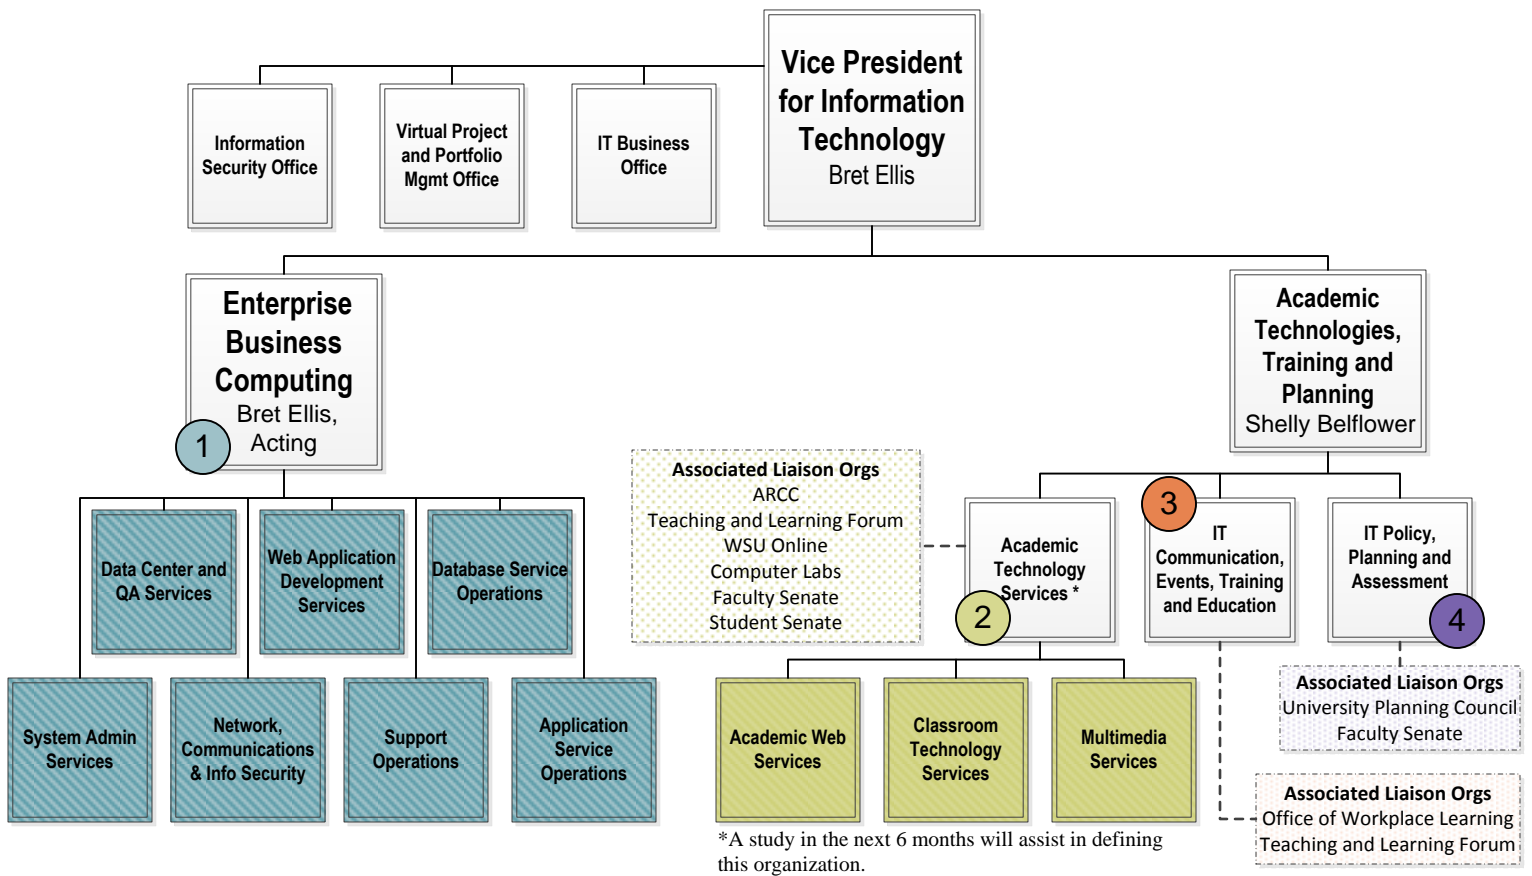 Vice President
for Information
Technology
Bret Ellis
Information
Security Office
Virtual Project
and Portfolio
Mgmt Office
IT Business
Office
Enterprise
Business
Computing
Bret Ellis,
Acting
1
Academic
Technologies,
Training and
Planning
Shelly Belflower
Data Center and
QA Services
Web Application
Development
Services
Database Service
Operations
System Admin
Services
Network,
Communications
& Info Security
Support
Operations
Application
Service
Operations
Associated Liaison Orgs
ARCC
Teaching and Learning Forum
WSU Online
Computer Labs
Faculty Senate
Student Senate
Academic
Technology
Services *
2
3
IT
Communication,
Events, Training
and Education
IT Policy,
Planning and
Assessment
4
Academic Web
Services
Classroom
Technology
Services
Multimedia
Services
*A study in the next 6 months will assist in defining
this organization.
Associated Liaison Orgs
University Planning Council
Faculty Senate
Associated Liaison Orgs
Office of Workplace Learning
Teaching and Learning Forum